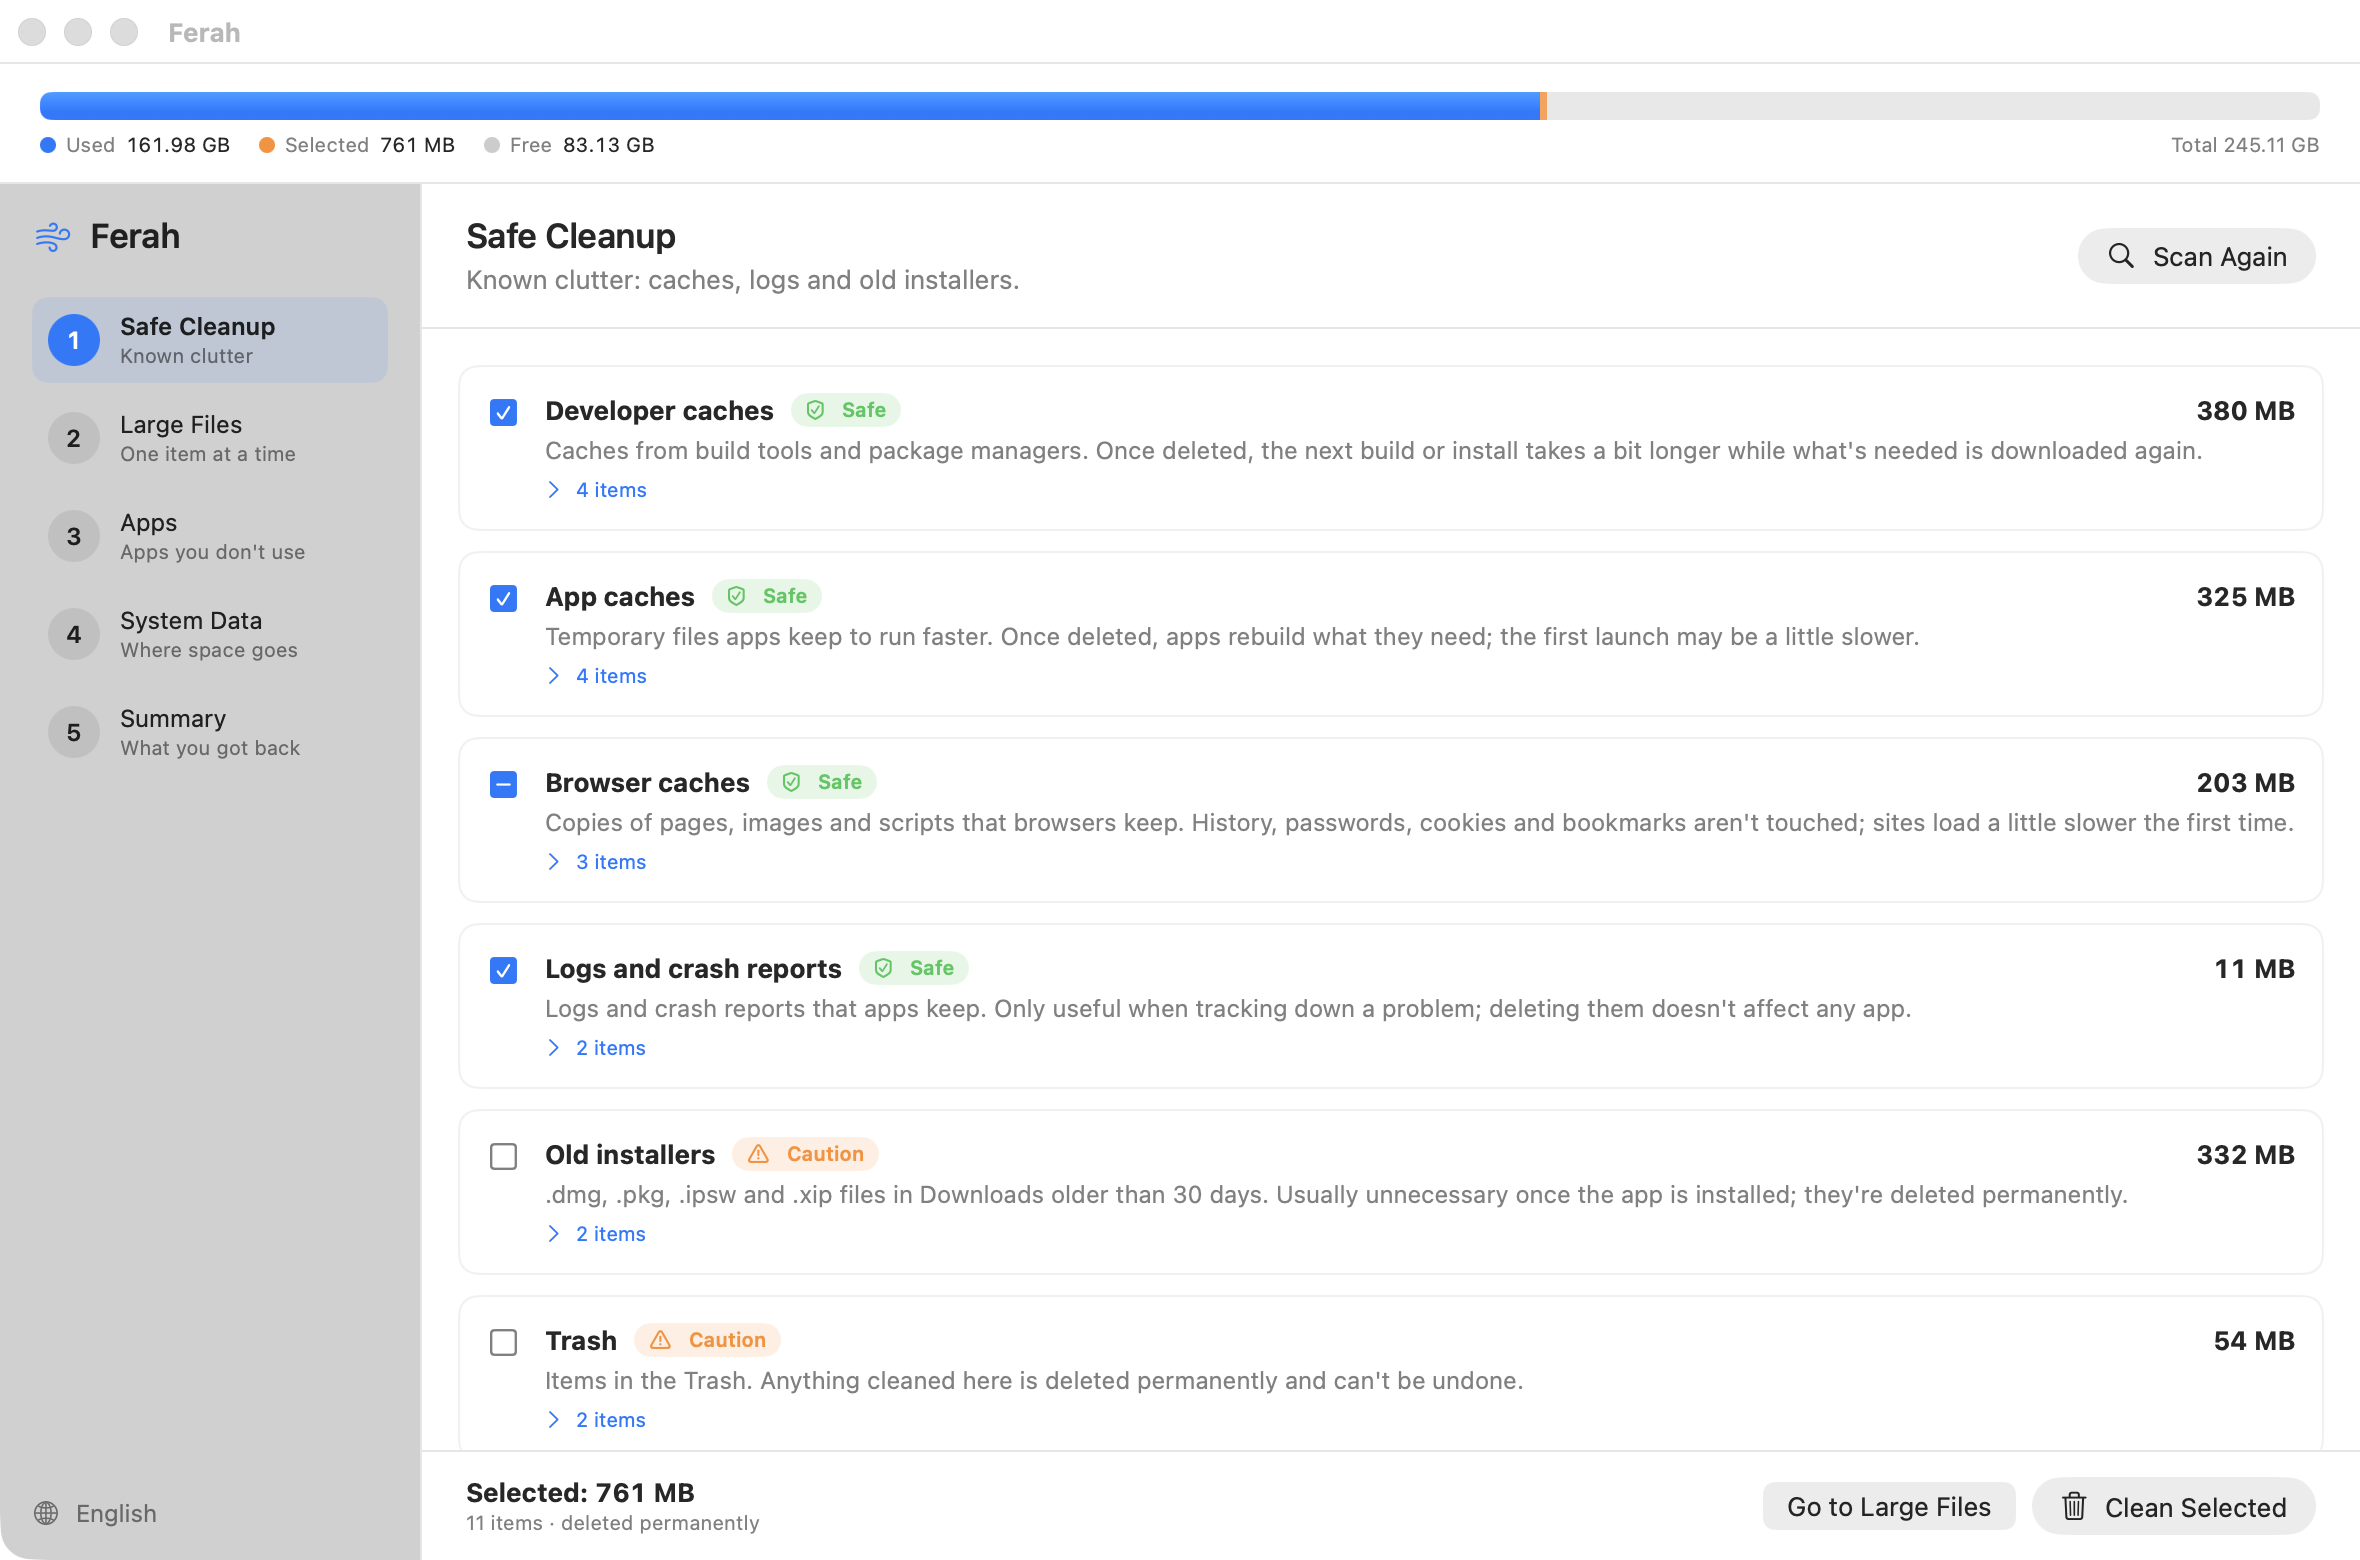 Ferah
Used 161.98 GB Selected 761 MB Free 83.13 GB Total 245.11 GB
Ferah
1 Safe Cleanup
Known clutter
2 Large Files
One item at a time
3 Apps
Apps you don't use
4 System Data
Where space goes
5 Summary
What you got back
English
Safe Cleanup
Known clutter: caches, logs and old installers.
Scan Again
Developer caches Safe 380 MB
Caches from build tools and package managers. Once deleted, the next build or install takes a bit longer while what's needed is downloaded again.
4 items
App caches Safe 325 MB
Temporary files apps keep to run faster. Once deleted, apps rebuild what they need; the first launch may be a little slower.
4 items
Browser caches Safe 203 MB
Copies of pages, images and scripts that browsers keep. History, passwords, cookies and bookmarks aren't touched; sites load a little slower the first time.
3 items
Logs and crash reports Safe 11 MB
Logs and crash reports that apps keep. Only useful when tracking down a problem; deleting them doesn't affect any app.
2 items
Old installers Caution 332 MB
.dmg, .pkg, .ipsw and .xip files in Downloads older than 30 days. Usually unnecessary once the app is installed; they're deleted permanently.
2 items
Trash Caution 54 MB
Items in the Trash. Anything cleaned here is deleted permanently and can't be undone.
2 items
Selected: 761 MB
11 items · deleted permanently
Go to Large Files
Clean Selected